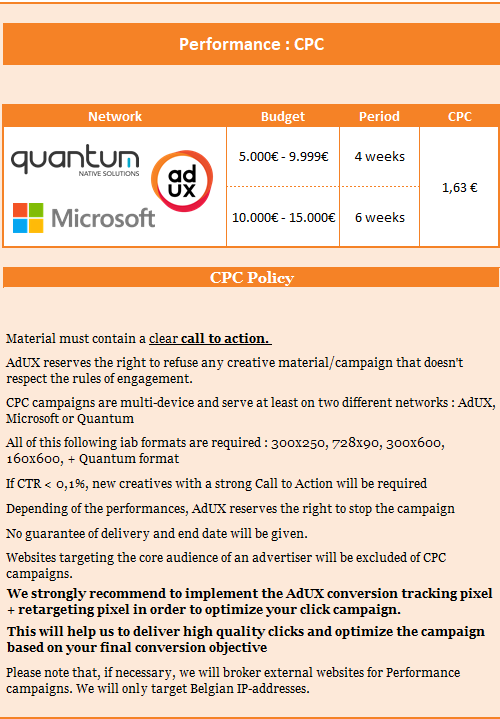 Performance : CPC
Network Budget Period CPC
quantum
NATIVE SOLUTIONS
ad
UX
Microsoft
5.000€ - 9.999€ 4 weeks
1,63 €
10.000€ - 15.000€ 6 weeks
CPC Policy
Material must contain a clear call to action.
AdUX reserves the right to refuse any creative material/campaign that doesn't
respect the rules of engagement.
CPC campaigns are multi-device and serve at least on two different networks : AdUX,
Microsoft or Quantum
All of this following iab formats are required : 300x250, 728x90, 300x600,
160x600, + Quantum format
If CTR < 0,1%, new creatives with a strong Call to Action will be required
Depending of the performances, AdUX reserves the right to stop the campaign
No guarantee of delivery and end date will be given.
Websites targeting the core audience of an advertiser will be excluded of CPC
campaigns.
We strongly recommend to implement the AdUX conversion tracking pixel
+ retargeting pixel in order to optimize your click campaign.
This will help us to deliver high quality clicks and optimize the campaign
based on your final conversion objective
Please note that, if necessary, we will broker external websites for Performance
campaigns. We will only target Belgian IP-addresses.